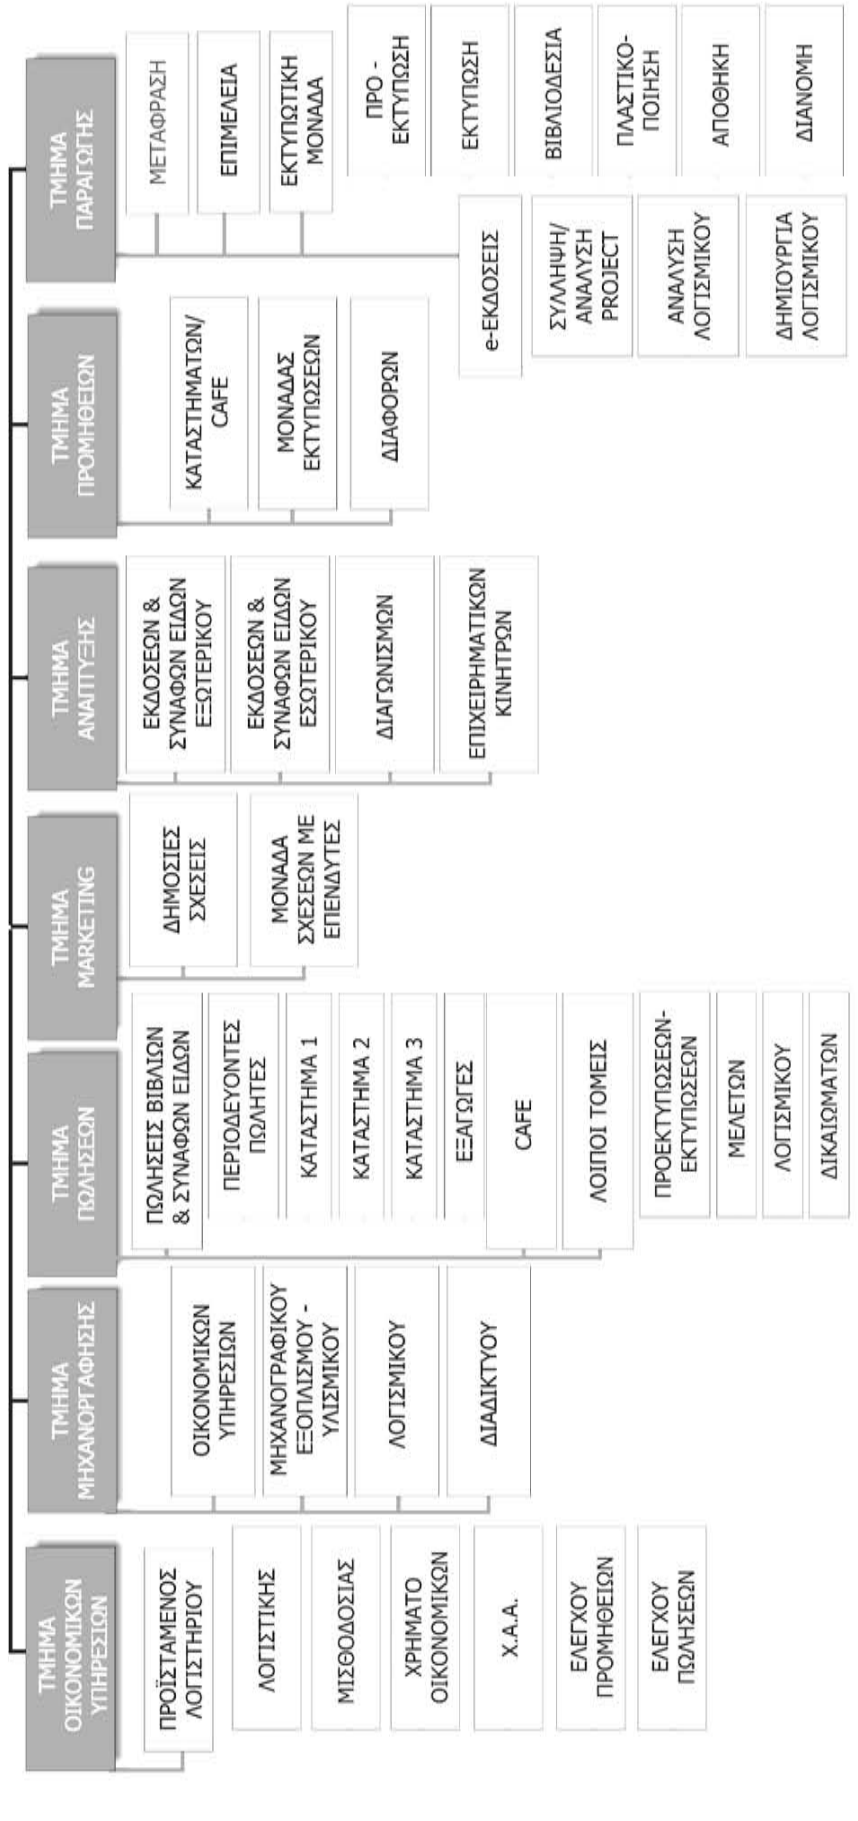 ΤΜΗΜΑ
ΟΙΚΟΝΟΜΙΚΩΝ
ΥΠΗΡΕΣΙΩΝ
ΠΡΟΪΣΤΑΜΕΝΟΣ
ΛΟΓΙΣΤΗΡΙΟΥ
ΛΟΓΙΣΤΙΚΗΣ
ΜΙΣΘΟΔΟΣΙΑΣ
ΧΡΗΜΑΤΟ
ΟΙΚΟΝΟΜΙΚΩΝ
Χ.Α.Α.
ΕΛΕΓΧΟΥ
ΠΡΟΜΗΘΕΙΩΝ
ΕΛΕΓΧΟΥ
ΠΩΛΗΣΕΩΝ
ΤΜΗΜΑ
ΜΗΧΑΝΟΡΓΑΦΗΣΗΣ
ΟΙΚΟΝΟΜΙΚΩΝ
ΥΠΗΡΕΣΙΩΝ
ΜΗΧΑΝΟΓΡΑΦΙΚΟΥ
ΕΞΟΠΛΙΣΜΟΥ -
ΥΛΙΣΜΙΚΟΥ
ΛΟΓΙΣΜΙΚΟΥ
ΔΙΑΔΙΚΤΥΟΥ
ΤΜΗΜΑ
ΠΩΛΗΣΕΩΝ
ΠΩΛΗΣΕΙΣ ΒΙΒΛΙΩΝ
& ΣΥΝΑΦΩΝ ΕΙΔΩΝ
ΠΕΡΙΟΔΕΥΟΝΤΕΣ
ΠΩΛΗΤΕΣ
ΚΑΤΑΣΤΗΜΑ 1
ΚΑΤΑΣΤΗΜΑ 2
ΚΑΤΑΣΤΗΜΑ 3
ΕΞΑΓΩΓΕΣ
CAFE
ΛΟΙΠΟΙ ΤΟΜΕΙΣ
ΠΡΟΕΚΤΥΠΩΣΕΩΝ-
ΕΚΤΥΠΩΣΕΩΝ
ΜΕΛΕΤΩΝ
ΛΟΓΙΣΜΙΚΟΥ
ΔΙΚΑΙΩΜΑΤΩΝ
ΤΜΗΜΑ
MARKETING
ΔΗΜΟΣΙΕΣ
ΣΧΕΣΕΙΣ
ΜΟΝΑΔΑ
ΣΧΕΣΕΩΝ ΜΕ
ΕΠΕΝΔΥΤΕΣ
ΤΜΗΜΑ
ΑΝΑΠΤΥΞΗΣ
ΕΚΔΟΣΕΩΝ &
ΣΥΝΑΦΩΝ ΕΙΔΩΝ
ΕΞΩΤΕΡΙΚΟΥ
ΕΚΔΟΣΕΩΝ &
ΣΥΝΑΦΩΝ ΕΙΔΩΝ
ΕΣΩΤΕΡΙΚΟΥ
ΔΙΑΓΩΝΙΣΜΩΝ
ΕΠΙΧΕΙΡΗΜΑΤΙΚΩΝ
ΚΙΝΗΤΡΩΝ
ΤΜΗΜΑ
ΠΡΟΜΗΘΕΙΩΝ
ΚΑΤΑΣΤΗΜΑΤΩΝ/
CAFE
ΜΟΝΑΔΑΣ
ΕΚΤΥΠΩΣΕΩΝ
ΔΙΑΦΟΡΩΝ
ΤΜΗΜΑ
ΠΑΡΑΓΩΓΗΣ
ΜΕΤΑΦΡΑΣΗ
ΕΠΙΜΕΛΕΙΑ
ΕΚΤΥΠΩΤΙΚΗ
ΜΟΝΑΔΑ
ΠΡΟ -
ΕΚΤΥΠΩΣΗ
ΕΚΤΥΠΩΣΗ
ΒΙΒΛΙΟΔΕΣΙΑ
ΠΛΑΣΤΙΚΟ-
ΠΟΙΗΣΗ
ΑΠΟΘΗΚΗ
ΔΙΑΝΟΜΗ
e-ΕΚΔΟΣΕΙΣ
ΣΥΛΛΗΨΗ/
ΑΝΑΛΥΣΗ
PROJECT
ΑΝΑΛΥΣΗ
ΛΟΓΙΣΜΙΚΟΥ
ΔΗΜΙΟΥΡΓΙΑ
ΛΟΓΙΣΜΙΚΟΥ